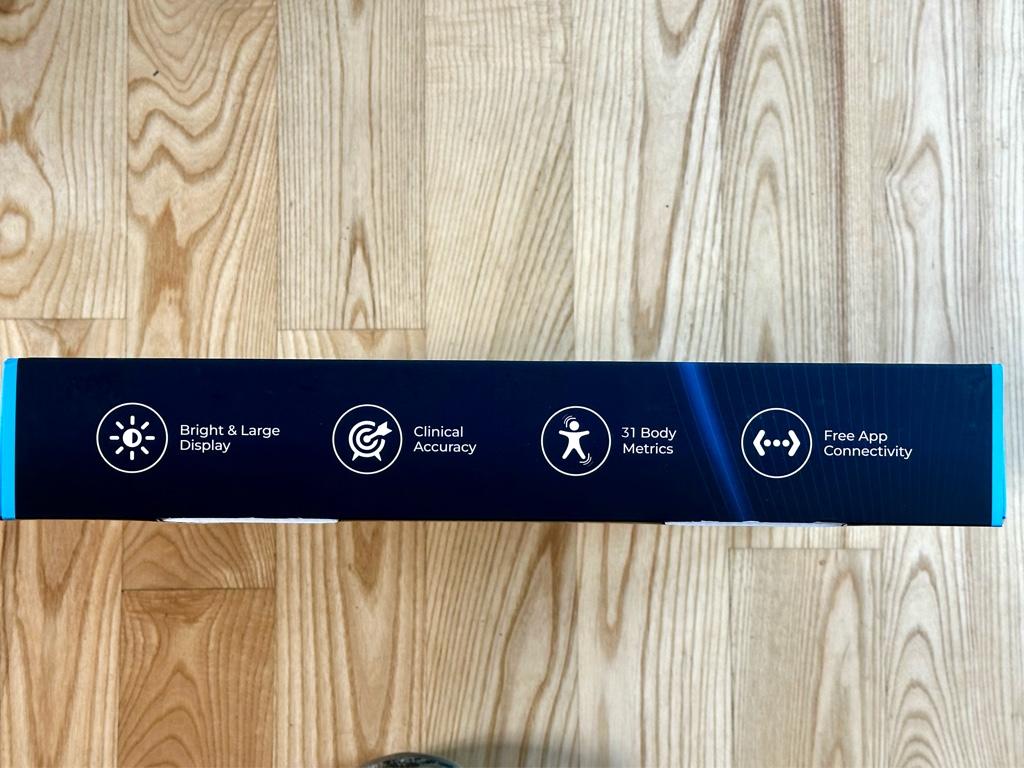 Bright & Large
Display
Clinical
Accuracy
31 Body
Metrics
Free App
Connectivity